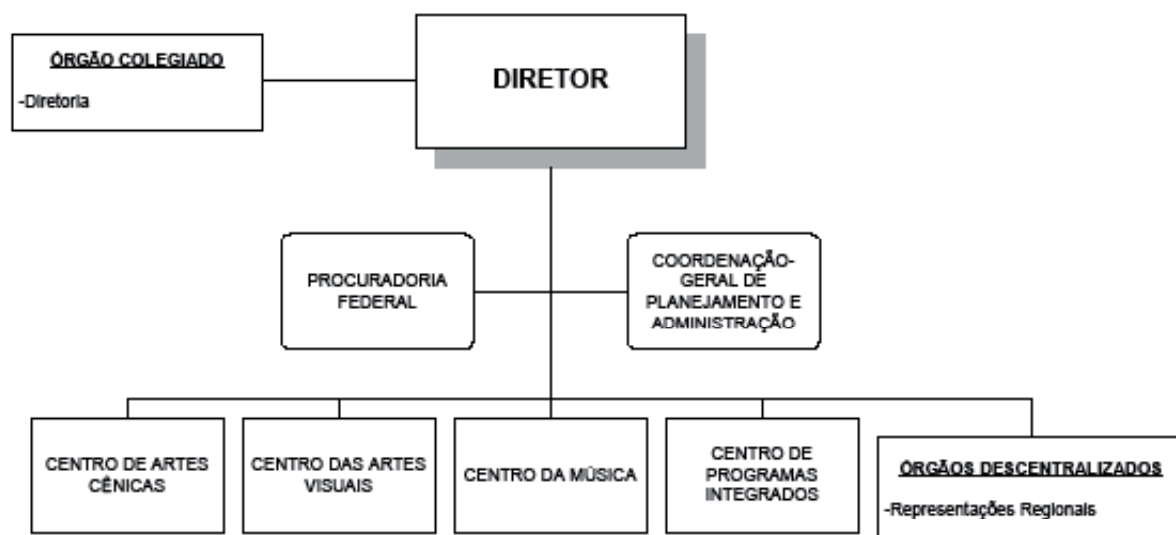 ÓRGÃO COLEGIADO
-Diretoria
DIRETOR
PROCURADORIA
FEDERAL
COORDENAÇÃO-
GERAL DE
PLANEJAMENTO E
ADMINISTRAÇÃO
CENTRO DE ARTES
CÊNICAS
CENTRO DAS ARTES
VISUAIS
CENTRO DA MÚSICA
CENTRO DE
PROGRAMAS
INTEGRADOS
ÓRGÃOS DESCENTRALIZADOS
-Representações Regionais